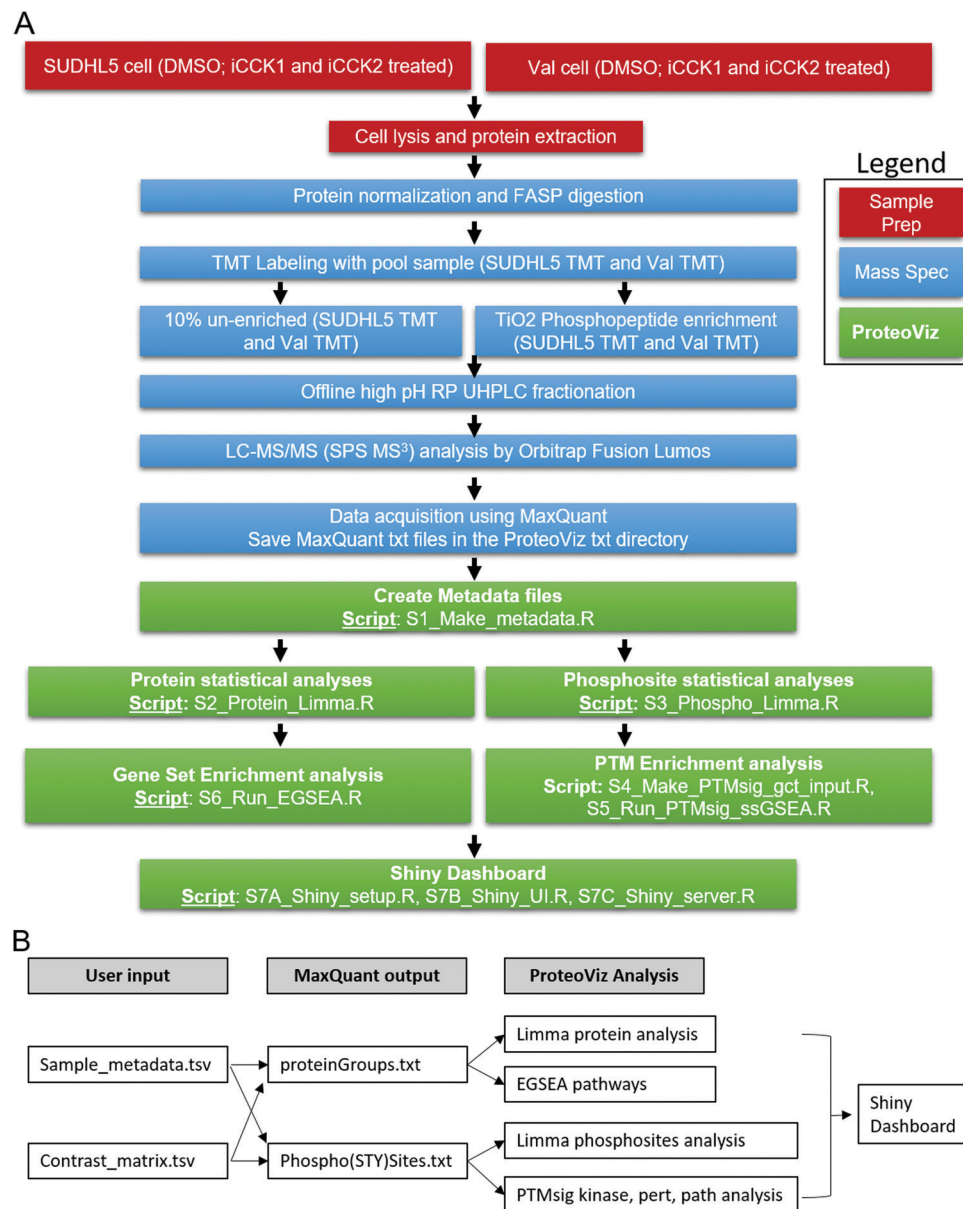 A
SUDHL5 cell (DMSO; iCCK1 and iCCK2 treated)
Val cell (DMSO; iCCK1 and iCCK2 treated)
Cell lysis and protein extraction
Legend
Sample
Prep
Mass Spec
ProteoViz
Protein normalization and FASP digestion
TMT Labeling with pool sample (SUDHL5 TMT and Val TMT)
10% un-enriched (SUDHL5 TMT
and Val TMT)
TiO2 Phosphopeptide enrichment
(SUDHL5 TMT and Val TMT)
Offline high pH RP UHPLC fractionation
LC-MS/MS (SPS MS³) analysis by Orbitrap Fusion Lumos
Data acquisition using MaxQuant
Save MaxQuant txt files in the ProteoViz txt directory
Create Metadata files
Script: S1_Make_metadata.R
Protein statistical analyses
Script: S2_Protein_Limma.R
Phosphosite statistical analyses
Script: S3_Phospho_Limma.R
Gene Set Enrichment analysis
Script: S6_Run_EGSEA.R
PTM Enrichment analysis
Script: S4_Make_PTMsig_gct_input.R,
S5_Run_PTMsig_ssGSEA.R
Shiny Dashboard
Script: S7A_Shiny_setup.R, S7B_Shiny_UI.R, S7C_Shiny_server.R
B
User input
MaxQuant output
ProteoViz Analysis
Sample_metadata.tsv
Contrast_matrix.tsv
proteinGroups.txt
Phospho(STY)Sites.txt
Limma protein analysis
EGSEA pathways
Limma phosphosites analysis
PTMsig kinase, pert, path analysis
Shiny
Dashboard